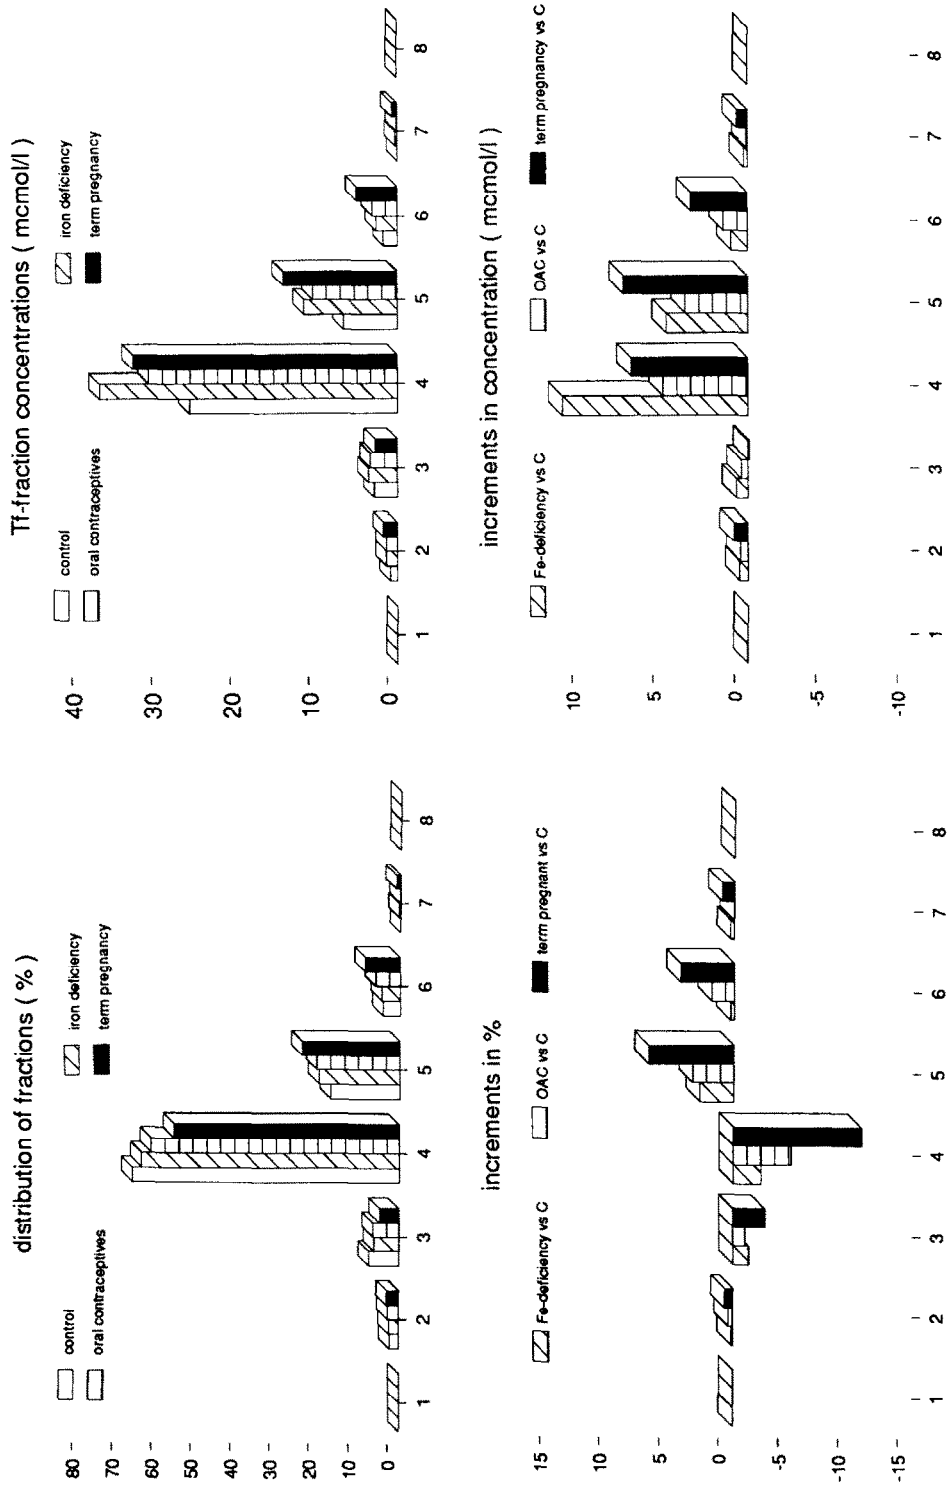 distribution of fractions ( % )
control
iron deficiency
oral contraceptives
term pregnancy
80
70
60
50
40
30
20
10
0
1 2 3 4 5 6 7 8
Tf-fraction concentrations ( mcmol/l )
control
iron deficiency
oral contraceptives
term pregnancy
40
30
20
10
0
1 2 3 4 5 6 7 8
increments in %
Fe-deficiency vs C
OAC vs C
term pregnant vs C
15
10
5
0
-5
-10
-15
1 2 3 4 5 6 7 8
increments in concentration ( mcmol/l )
Fe-deficiency vs C
OAC vs C
term pregnancy vs C
10
5
0
-5
-10
1 2 3 4 5 6 7 8